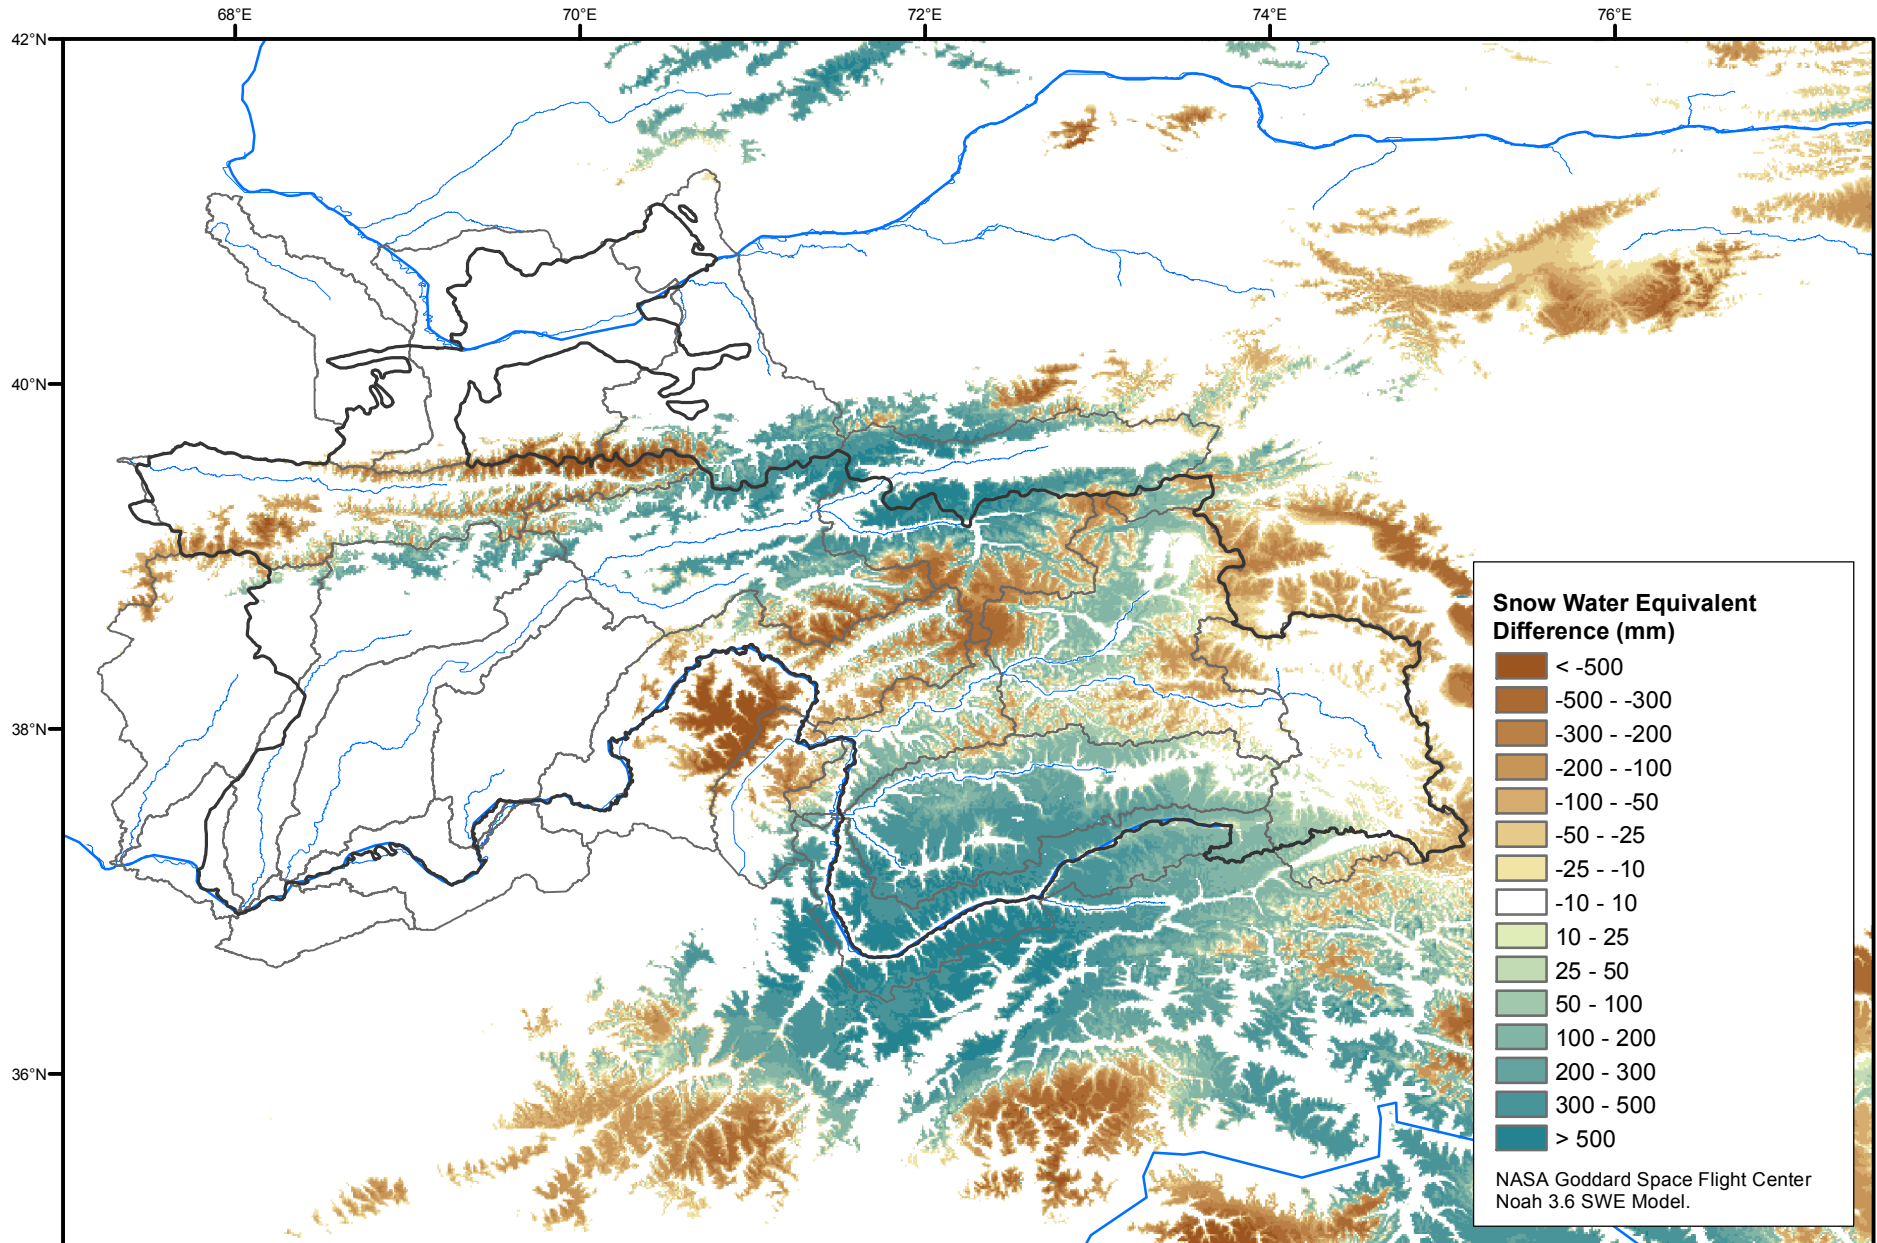 68°E
70°E
72°E
74°E
76°E
42°N
40°N
38°N
36°N
Snow Water Equivalent
Difference (mm)
< -500
-500 - -300
-300 - -200
-200 - -100
-100 - -50
-50 - -25
-25 - -10
-10 - 10
10 - 25
25 - 50
50 - 100
100 - 200
200 - 300
300 - 500
> 500
NASA Goddard Space Flight Center
Noah 3.6 SWE Model.